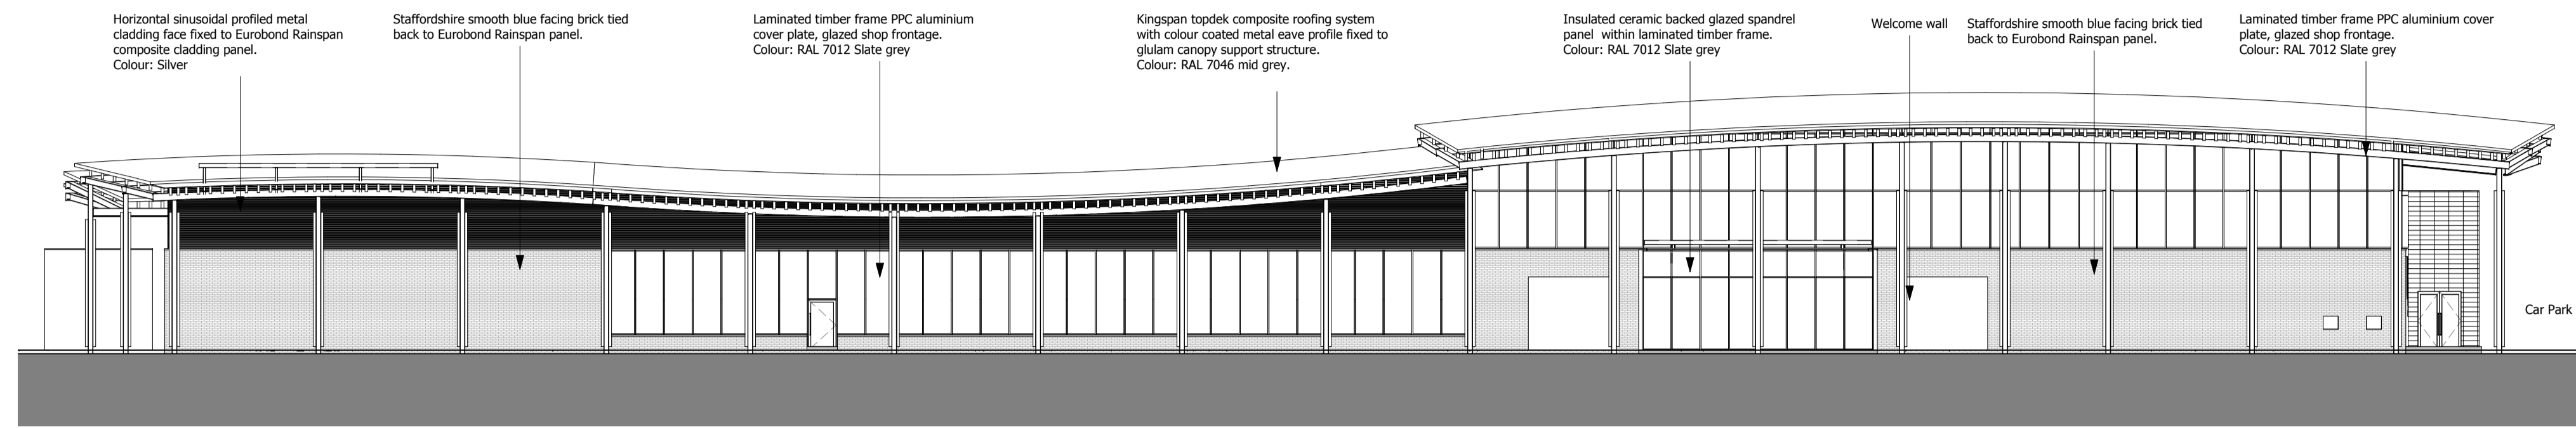 Horizontal sinusoidal profiled metal
cladding face fixed to Eurobond Rainspan
composite cladding panel.
Colour: Silver
Staffordshire smooth blue facing brick tied
back to Eurobond Rainspan panel.
Laminated timber frame PPC aluminium
cover plate, glazed shop frontage.
Colour: RAL 7012 Slate grey
Kingspan topdek composite roofing system
with colour coated metal eave profile fixed to
glulam canopy support structure.
Colour: RAL 7046 mid grey.
Insulated ceramic backed glazed spandrel
panel within laminated timber frame.
Colour: RAL 7012 Slate grey
Welcome wall
Staffordshire smooth blue facing brick tied
back to Eurobond Rainspan panel.
Laminated timber frame PPC aluminium cover
plate, glazed shop frontage.
Colour: RAL 7012 Slate grey
Car Park